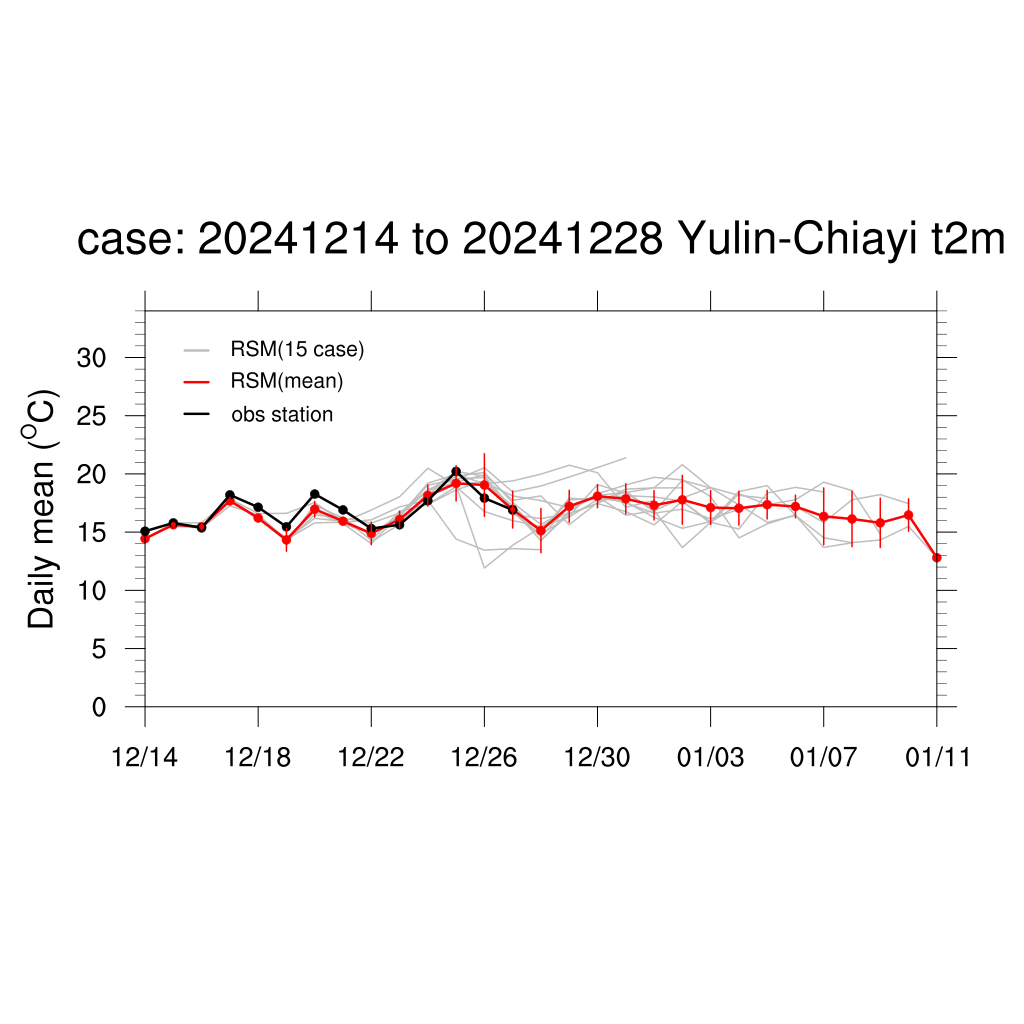 case: 20241214 to 20241228 Yulin-Chiayi t2m
RSM(15 case)
RSM(mean)
obs station
Daily mean (°C)
30
25
20
15
10
5
0
12/14 12/18 12/22 12/26 12/30 01/03 01/07 01/11